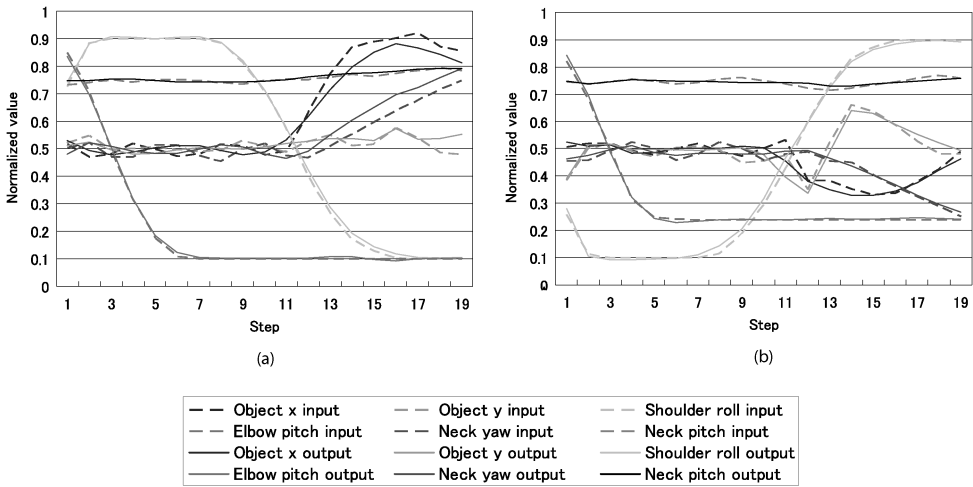 1
0.9
0.8
0.7
0.6
0.5
0.4
0.3
0.2
0.1
0
Normalized value
1 3 5 7 9 11 13 15 17 19
Step
(a)
1
0.9
0.8
0.7
0.6
0.5
0.4
0.3
0.2
0.1
0
Normalized value
1 3 5 7 9 11 13 15 17 19
Step
(b)
Object x input Object y input Shoulder roll input
Elbow pitch input Neck yaw input Neck pitch input
Object x output Object y output Shoulder roll output
Elbow pitch output Neck yaw output Neck pitch output